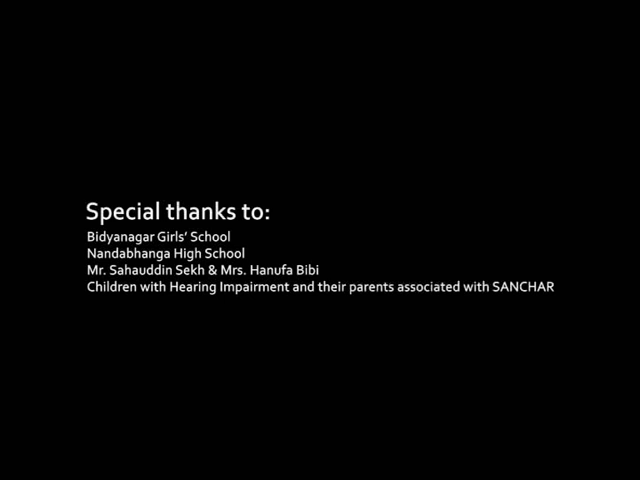 Special thanks to:
Bidyanagar Girls’ School
Nandabhanga High School
Mr. Sahauddin Sekh & Mrs. Hanufa Bibi
Children with Hearing Impairment and their parents associated with SANCHAR